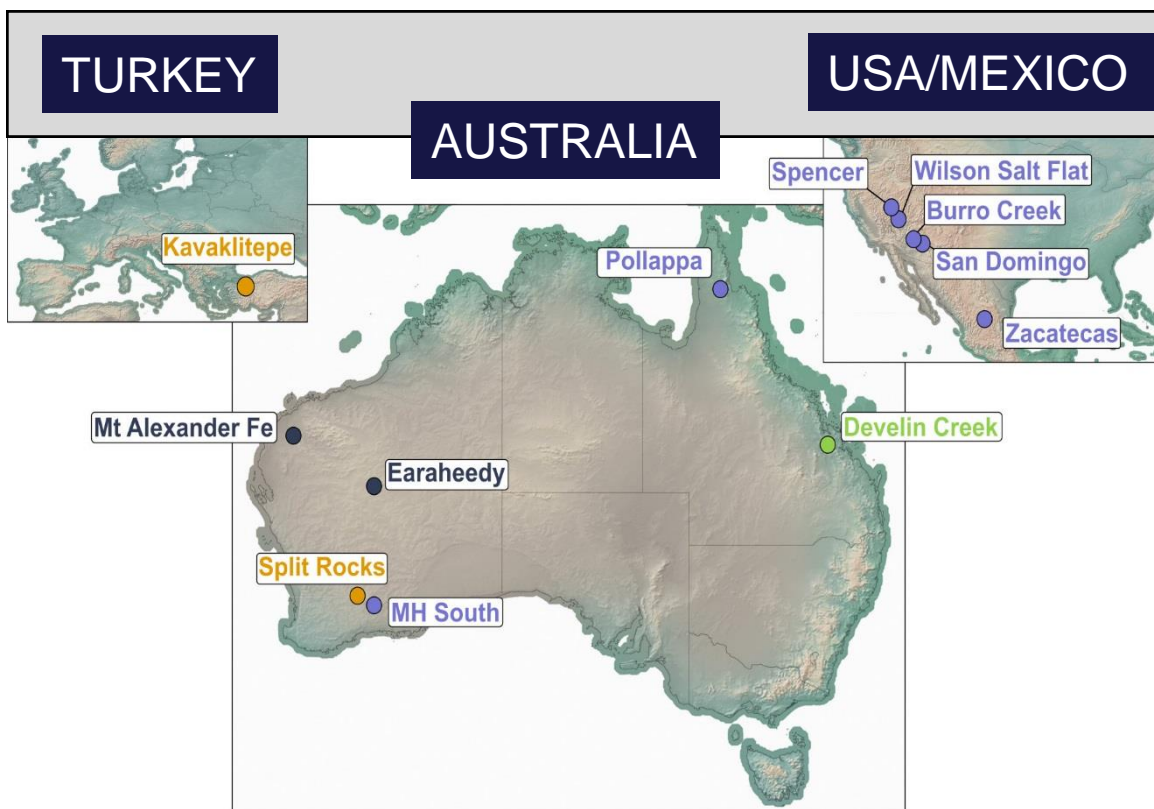 TURKEY
USA/MEXICO
AUSTRALIA
Spencer
Wilson Salt Flat
Burro Creek
San Domingo
Zacatecas
Kavaklitepe
Pollappa
Mt Alexander Fe
Earaheedy
Develin Creek
Split Rocks
MH South